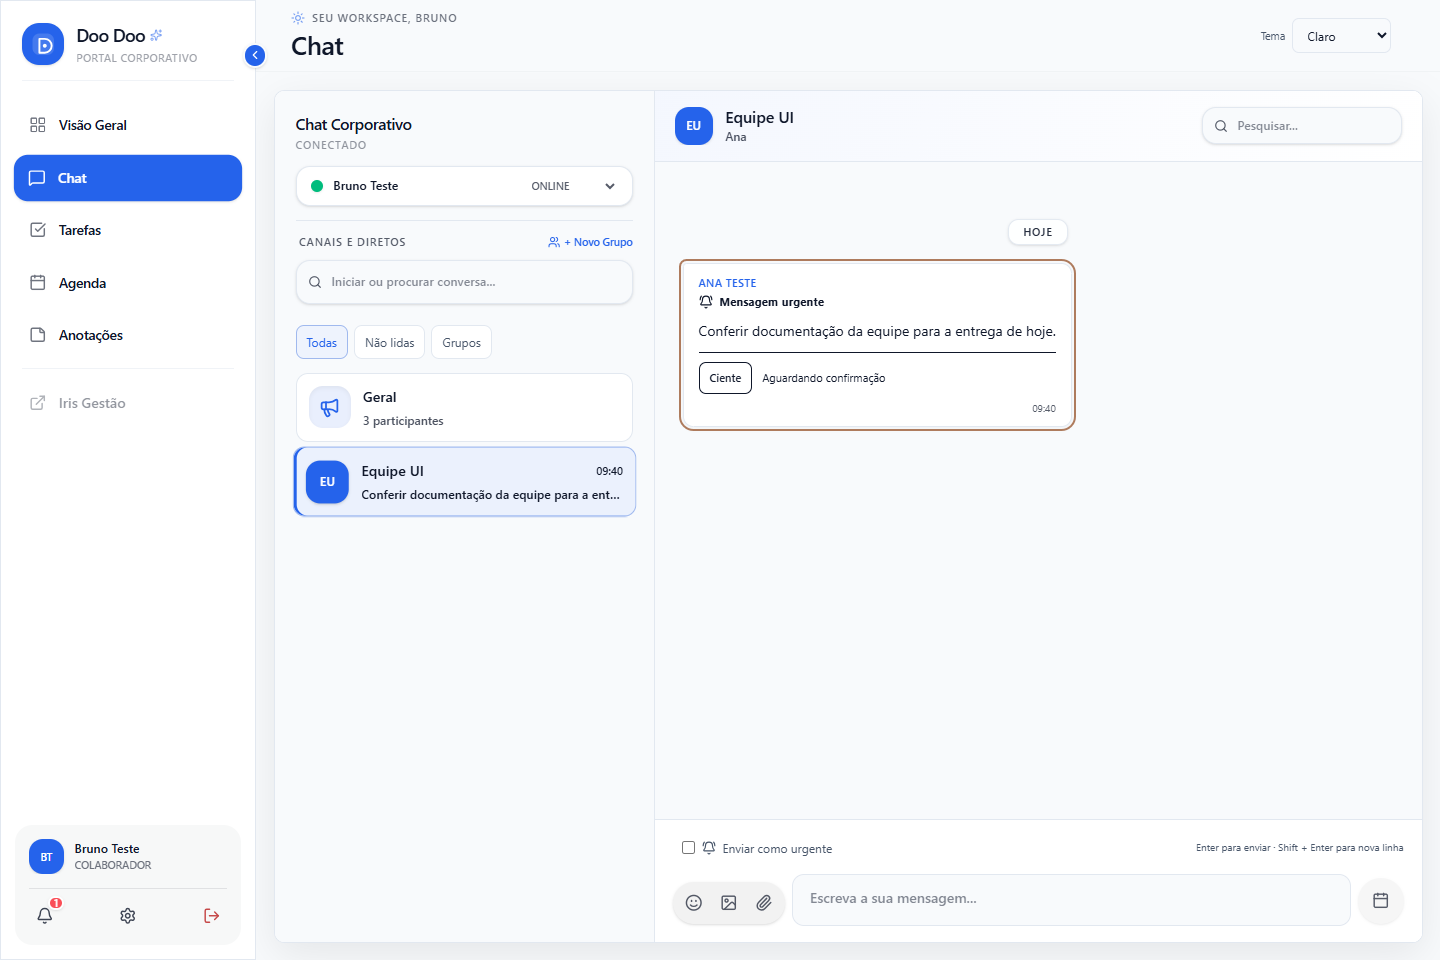 Doo Doo
PORTAL CORPORATIVO
Visão Geral
Chat
Tarefas
Agenda
Anotações
Iris Gestão
BT
Bruno Teste
COLABORADOR
1
SEU WORKSPACE, BRUNO
Chat
Tema
Claro
Chat Corporativo
CONECTADO
Bruno Teste
ONLINE
CANAIS E DIRETOS
+ Novo Grupo
Iniciar ou procurar conversa...
Todas
Não lidas
Grupos
Geral
3 participantes
EU
Equipe UI
09:40
Conferir documentação da equipe para a ent...
EU
Equipe UI
Ana
Pesquisar...
HOJE
ANA TESTE
Mensagem urgente
Conferir documentação da equipe para a entrega de hoje.
Ciente
Aguardando confirmação
09:40
Enviar como urgente
Enter para enviar · Shift + Enter para nova linha
Escreva a sua mensagem...